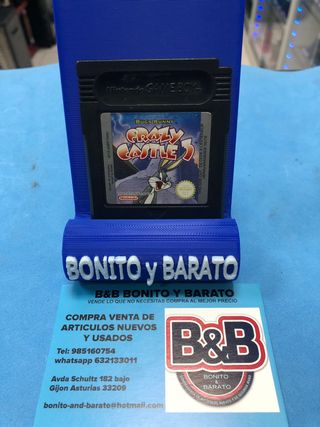 Nintendo GAME BOY
BUGS BUNNY
CRAZY
CASTLE 3
Nintendo
BONITO y BARATO
B&B BONITO Y BARATO
VENDE LO QUE NO NECESITAS COMPRA AL MEJOR PRECIO
COMPRA VENTA DE
ARTICULOS NUEVOS
Y USADOS
Tel: 985160754
whatsapp 632133011
Avda Schultz 182 bajo
Gijon Asturias 33209
bonito-and-barato@hotmail.com
B&B
BONITO
&
BARATO